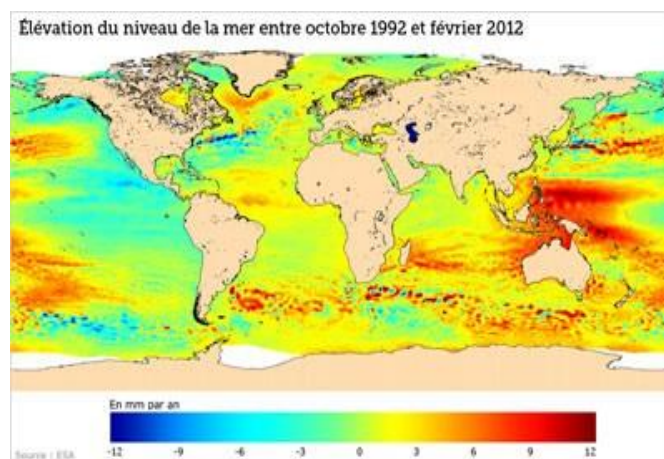 Élévation du niveau de la mer entre octobre 1992 et février 2012
En mm par an
-12 -9 -6 -3 0 3 6 9 12
Source : ESA